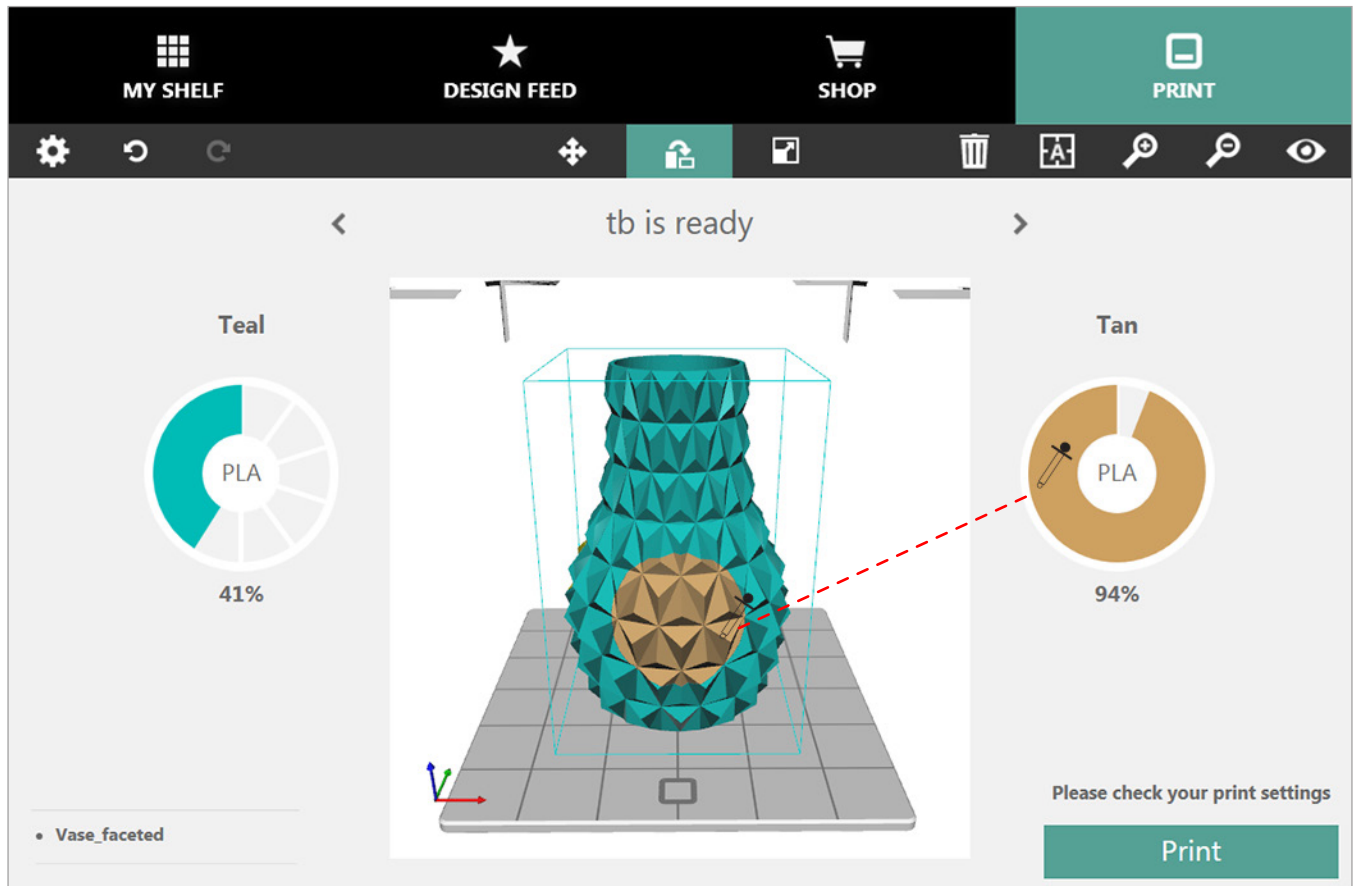 MY SHELF
DESIGN FEED
SHOP
PRINT
A
tb is ready
Teal
Tan
PLA
PLA
41%
94%
Please check your print settings
• Vase_faceted
Print